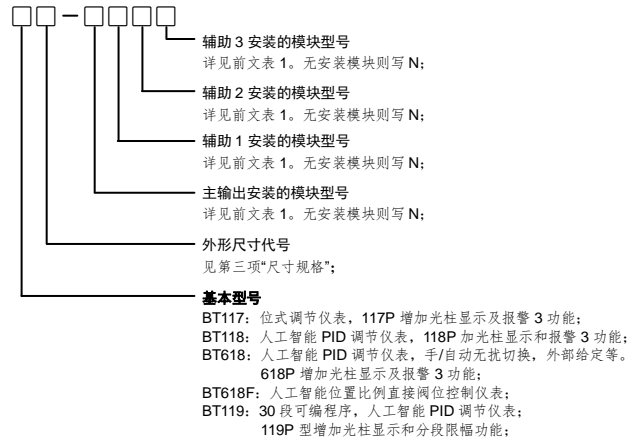 辅助 3 安装的模块型号
详见前文表 1。无安装模块则写 N；
辅助 2 安装的模块型号
详见前文表 1。无安装模块则写 N；
辅助 1 安装的模块型号
详见前文表 1。无安装模块则写 N；
主输出安装的模块型号
详见前文表 1。无安装模块则写 N；
外形尺寸代号
见第三项“尺寸规格”；
基本型号
BT117：位式调节仪表，117P 增加光柱显示及报警 3 功能；
BT118：人工智能 PID 调节仪表，118P 加光柱显示和报警 3 功能；
BT618：人工智能 PID 调节仪表，手/自动无扰切换，外部给定等。
618P 增加光柱显示及报警 3 功能；
BT618F：人工智能位置比例直接阀位控制仪表；
BT119：30 段可编程序，人工智能 PID 调节仪表；
119P 型增加光柱显示和分段限幅功能；